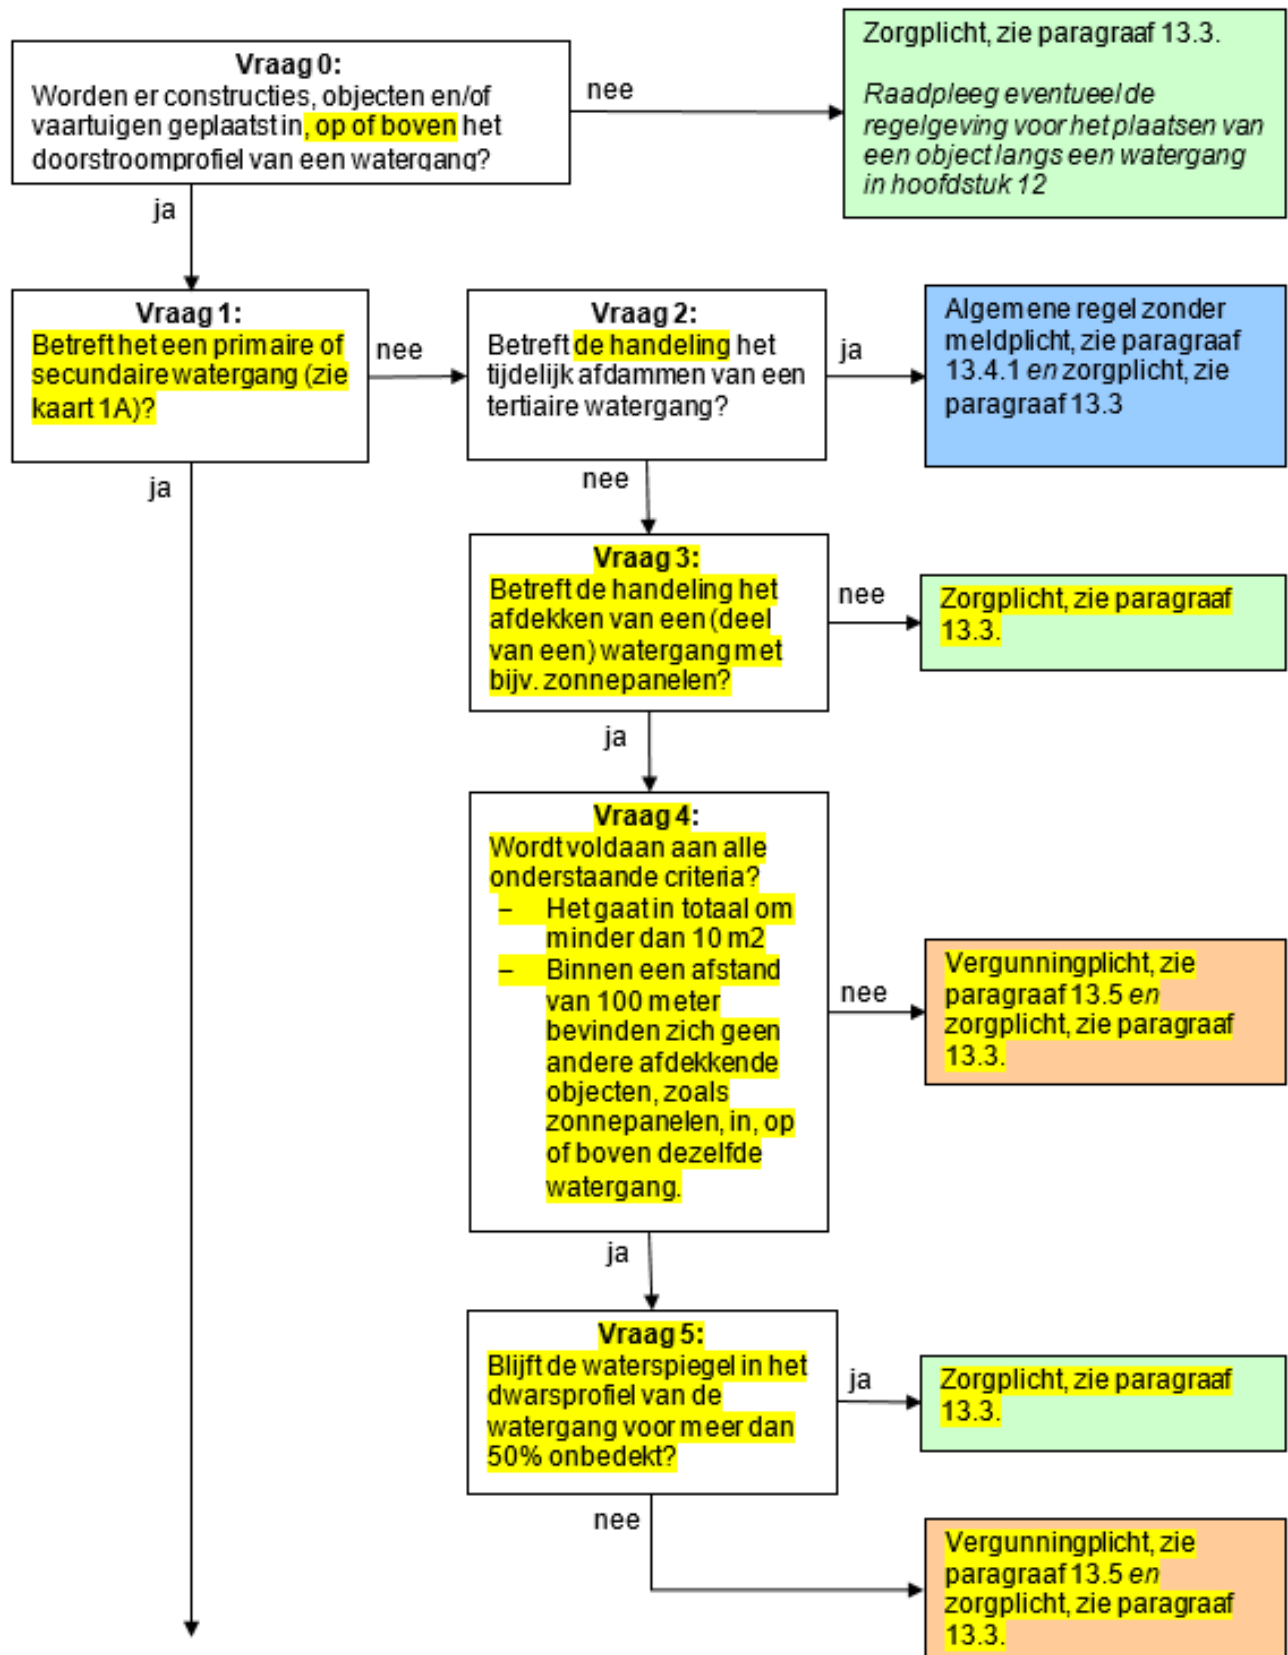 Vraag 0:
Worden er constructies, objecten en/of
vaartuigen geplaatst in, op of boven het
doorstroomprofiel van een watergang?
nee
Zorgplicht, zie paragraaf 13.3.
Raadpleeg eventueel de
regelgeving voor het plaatsen van
een object langs een watergang
in hoofdstuk 12
ja
Vraag 1:
Betreft het een primaire of
secundaire watergang (zie
kaart 1A)?
nee
Vraag 2:
Betreft de handeling het
tijdelijk afdammen van een
tertiaire watergang?
ja
Algemene regel zonder
meldplicht, zie paragraaf
13.4.1 en zorgplicht, zie
paragraaf 13.3
ja
nee
Vraag 3:
Betreft de handeling het
afdekken van een (deel
van een) watergang met
bijv. zonnepanelen?
nee
Zorgplicht, zie paragraaf
13.3.
ja
Vraag 4:
Wordt voldaan aan alle
onderstaande criteria?
– Het gaat in totaal om
minder dan 10 m2
– Binnen een afstand
van 100 meter
bevinden zich geen
andere afdekkende
objecten, zoals
zonnepanelen, in, op
of boven dezelfde
watergang.
nee
Vergunningplicht, zie
paragraaf 13.5 en
zorgplicht, zie paragraaf
13.3.
ja
Vraag 5:
Blijft de waterspiegel in het
dwarsprofiel van de
watergang voor meer dan
50% onbedekt?
ja
Zorgplicht, zie paragraaf
13.3.
nee
Vergunningplicht, zie
paragraaf 13.5 en
zorgplicht, zie paragraaf
13.3.